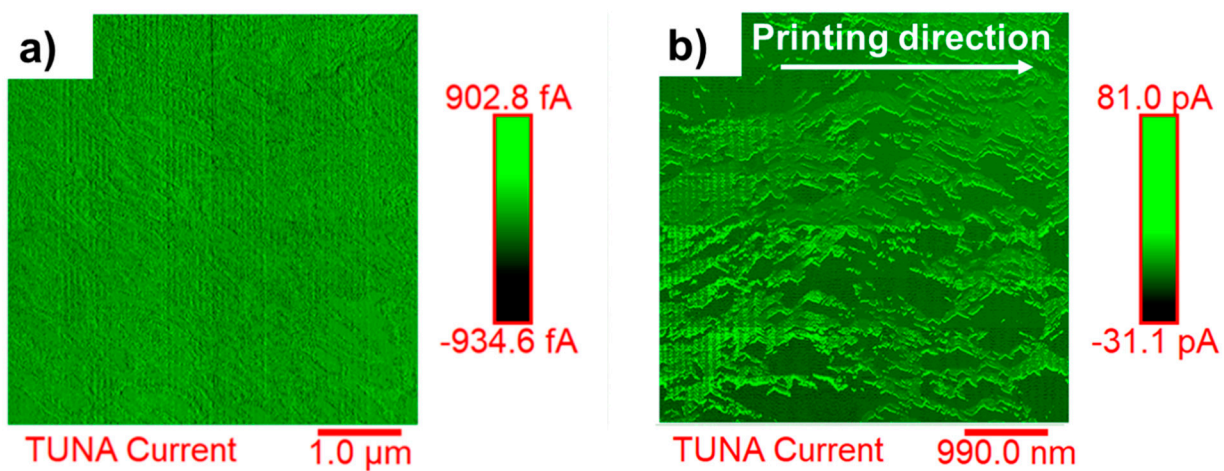 a)
902.8 fA
-934.6 fA
TUNA Current
1.0 µm
b)
Printing direction
81.0 pA
-31.1 pA
TUNA Current
990.0 nm